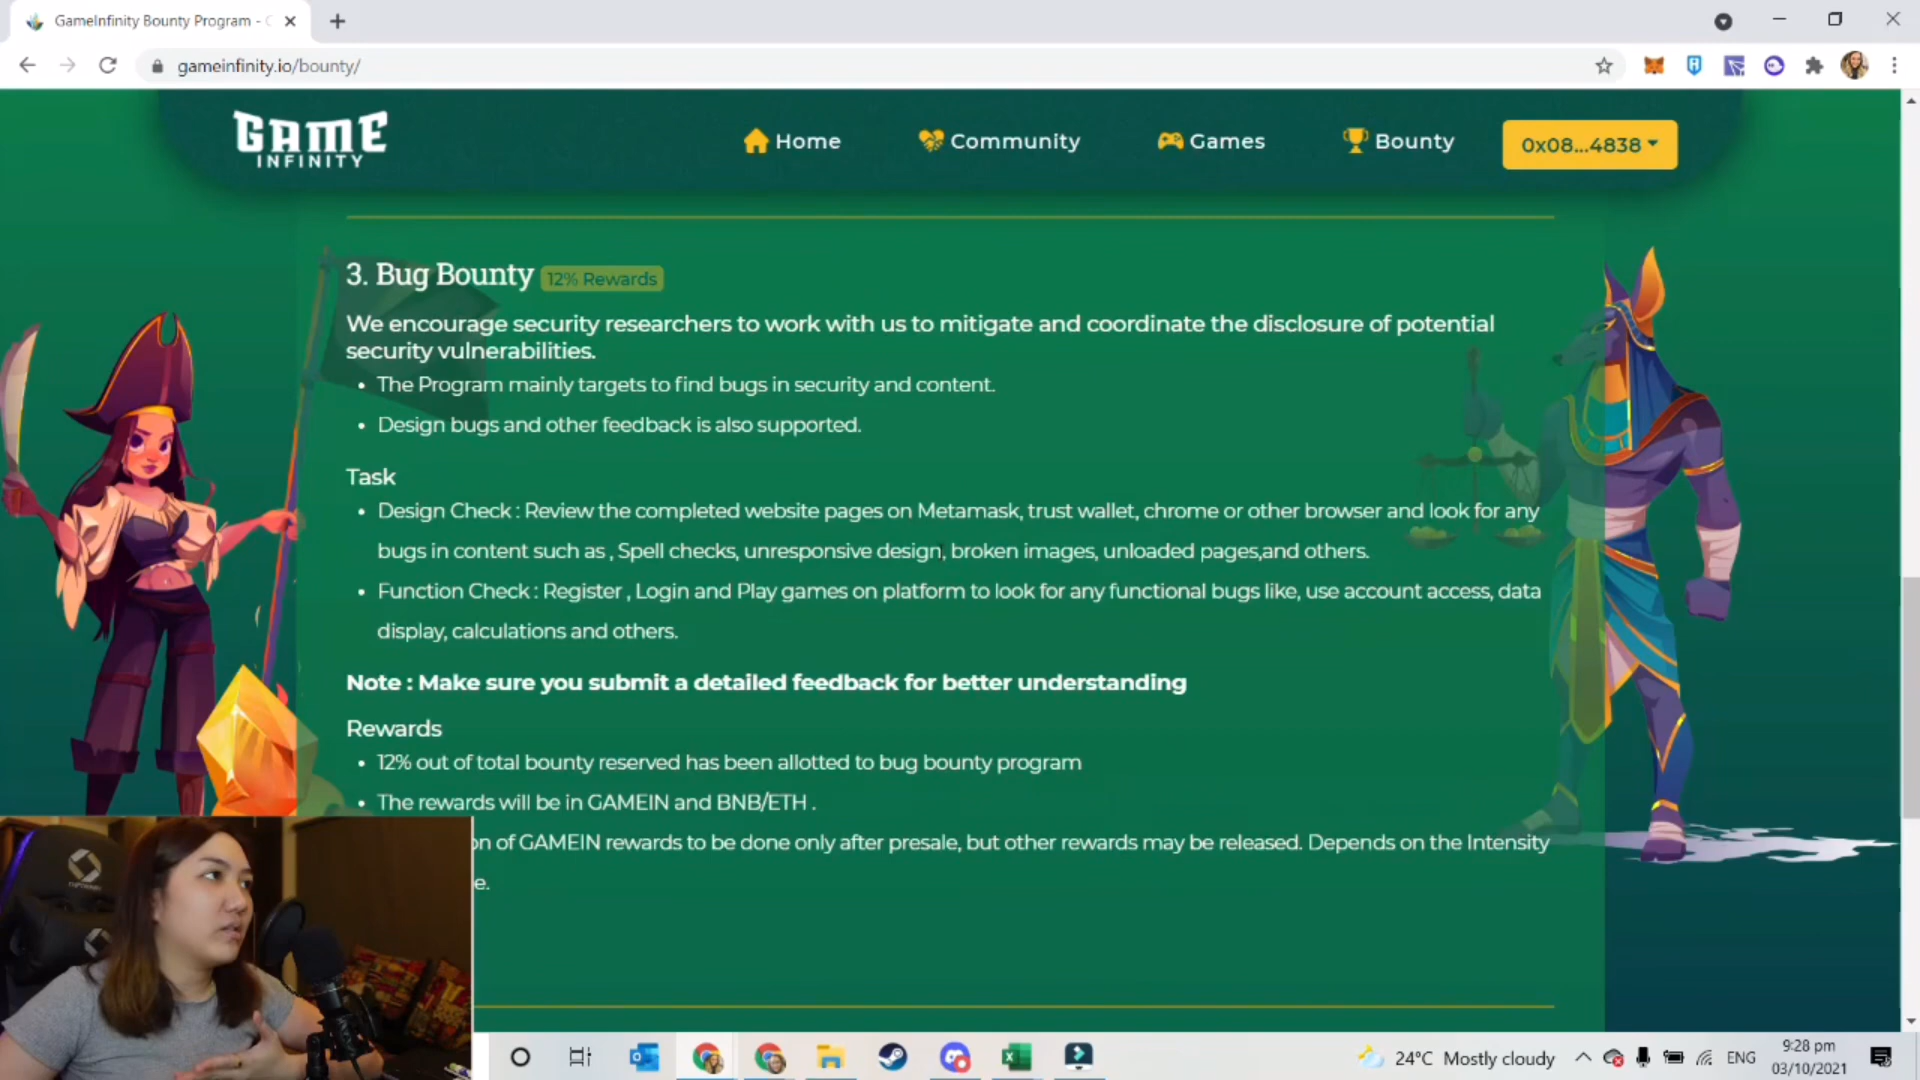 GameInfinity Bounty Program -
gameinfinity.io/bounty/
GAME
INFINITY
Home
Community
Games
Bounty
0x08...4838
3. Bug Bounty 12% Rewards
We encourage security researchers to work with us to mitigate and coordinate the disclosure of potential
security vulnerabilities.
• The Program mainly targets to find bugs in security and content.
• Design bugs and other feedback is also supported.
Task
• Design Check : Review the completed website pages on Metamask, trust wallet, chrome or other browser and look for any
bugs in content such as , Spell checks, unresponsive design, broken images, unloaded pages,and others.
• Function Check : Register , Login and Play games on platform to look for any functional bugs like, use account access, data
display, calculations and others.
Note : Make sure you submit a detailed feedback for better understanding
Rewards
• 12% out of total bounty reserved has been allotted to bug bounty program
• The rewards will be in GAMEIN and BNB/ETH .
on of GAMEIN rewards to be done only after presale, but other rewards may be released. Depends on the Intensity
e.
24°C Mostly cloudy
ENG
9:28 pm
03/10/2021